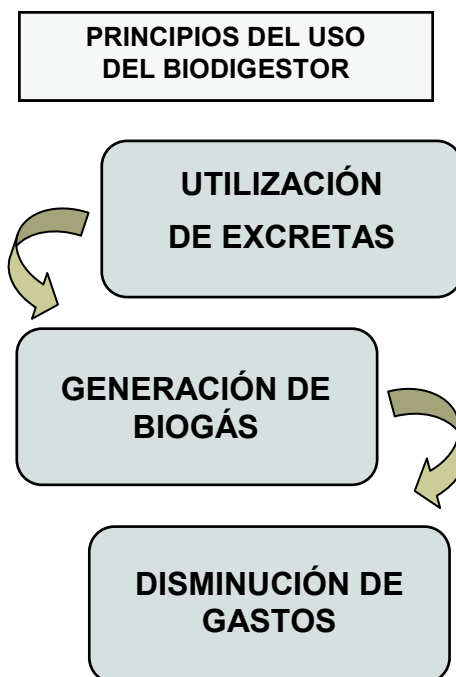 PRINCIPIOS DEL USO
DEL BIODIGESTOR
UTILIZACIÓN
DE EXCRETAS
GENERACIÓN DE
BIOGÁS
DISMINUCIÓN DE
GASTOS